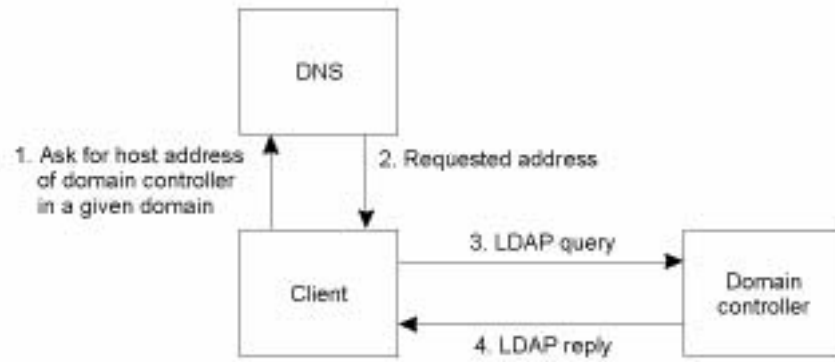 DNS
1. Ask for host address
of domain controller
in a given domain
2. Requested address
3. LDAP query
Client
Domain
controller
4. LDAP reply